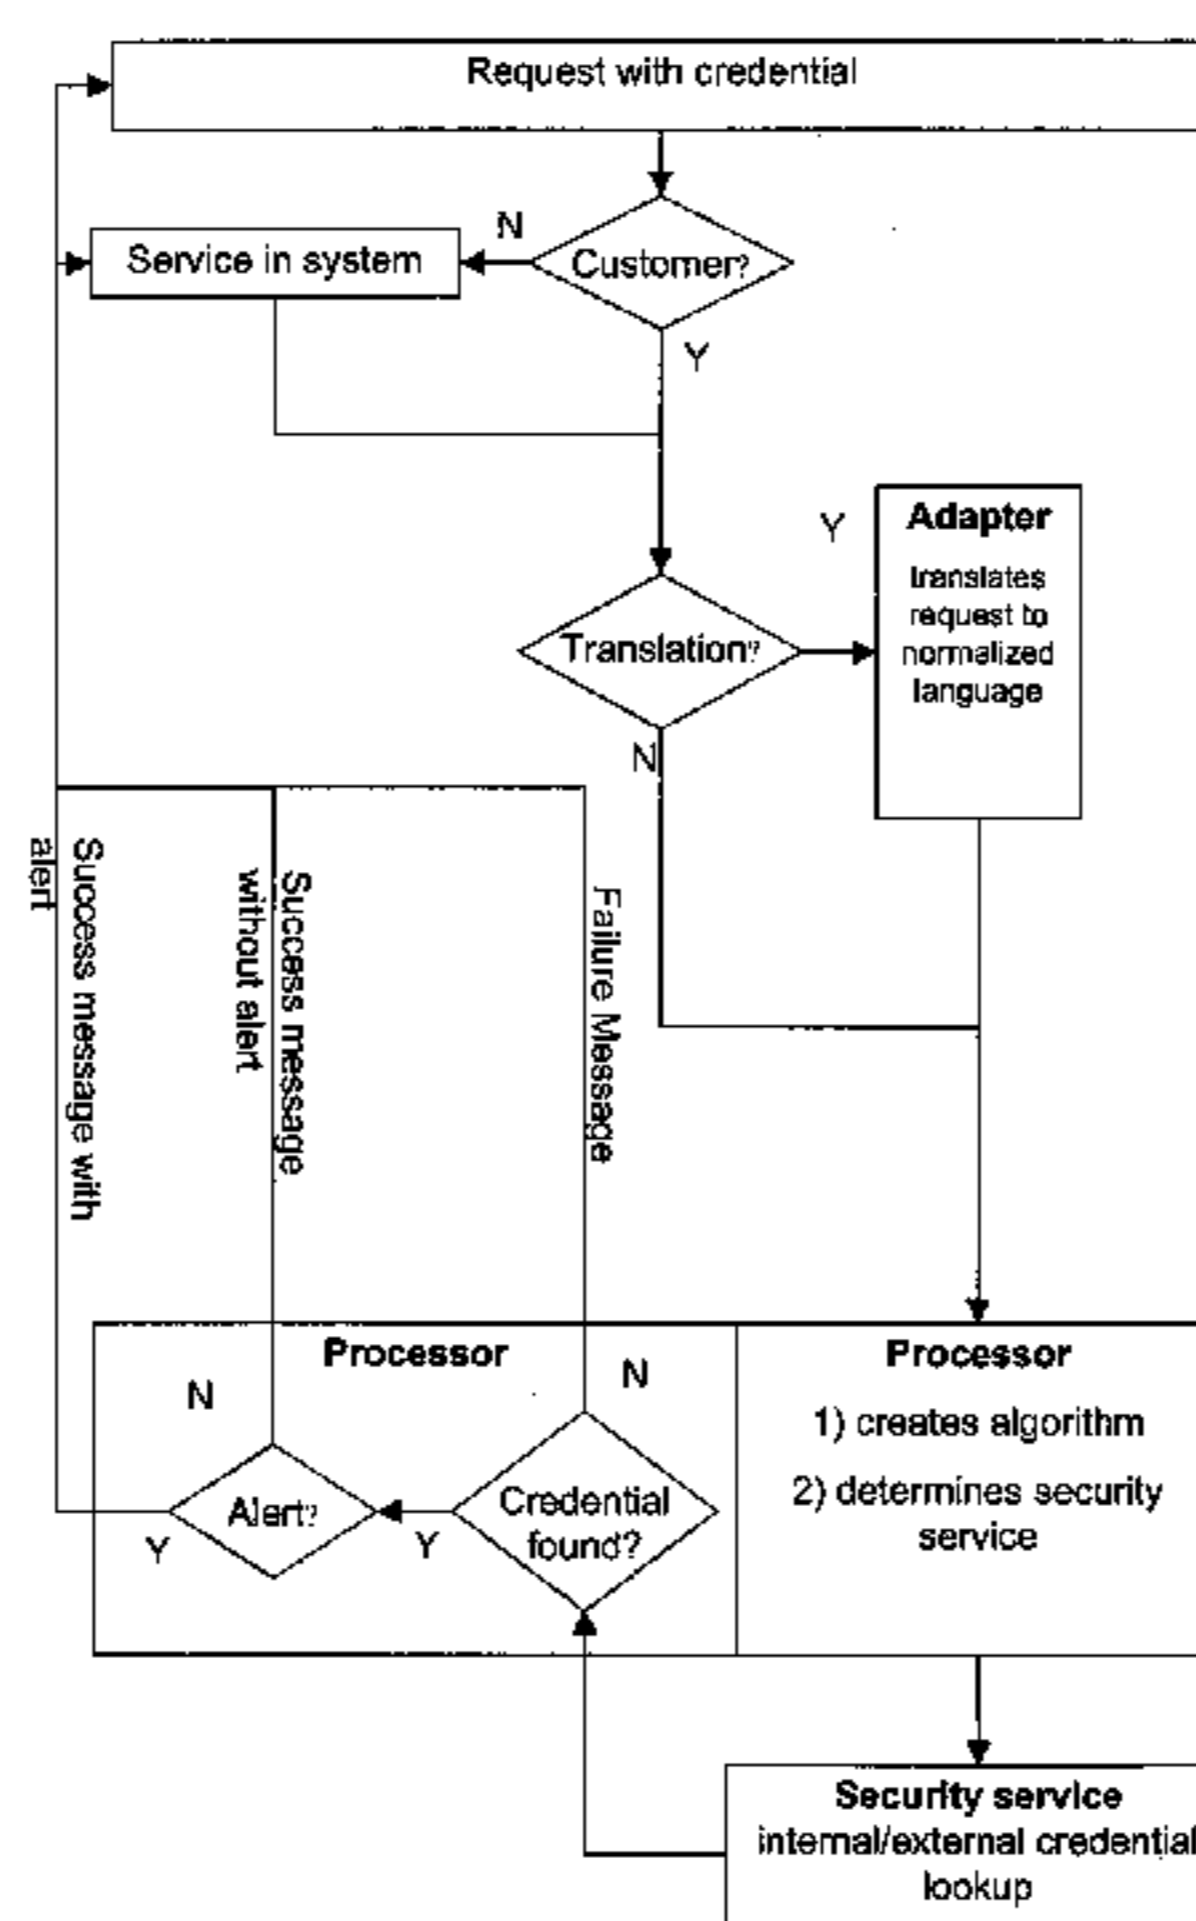 Request with credential
N
Service in system
Customer?
Y
Y
Adapter
translates
request to
normalized
language
Translation?
N
Success message with
alert
Success message
without alert
Failure Message
Processor
N
N
Alert?
Y
Y
Credential
found?
Processor
1) creates algorithm
2) determines security
service
Security service
internal/external credential
lookup